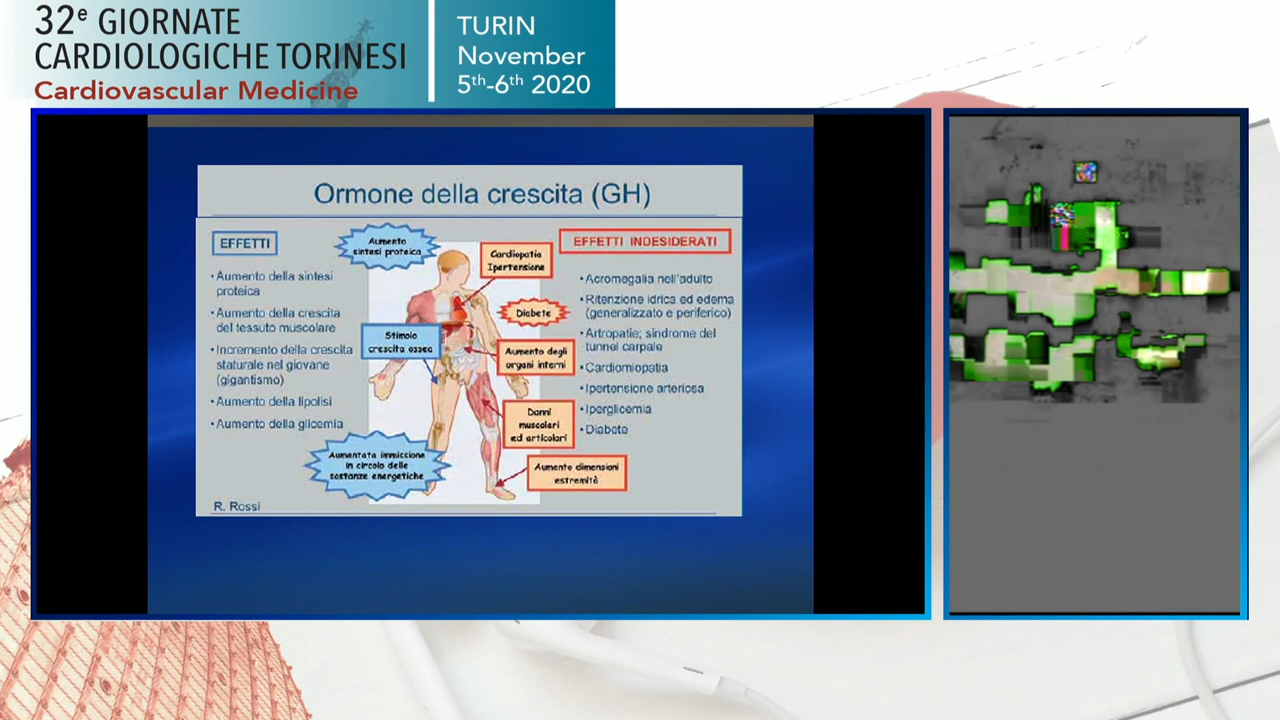 32e GIORNATE
CARDIOLOGICHE TORINESI
Cardiovascular Medicine
TURIN
November
5th-6th 2020
Ormone della crescita (GH)
EFFETTI
• Aumento della sintesi
proteica
• Aumento della crescita
del tessuto muscolare
• Incremento della crescita
staturale nel giovane
(gigantismo)
• Aumento della lipolisi
• Aumento della glicemia
Aumento
sintesi proteica
Cardiopatia
Ipertensione
Diabete
Stimolo
crescita ossea
Aumento degli
organi interni
Danni
muscolari
ed articolari
Aumentata immissione
in circolo delle
sostanze energetiche
Aumento dimensioni
estremità
EFFETTI INDESIDERATI
• Acromegalia nell'adulto
• Ritenzione idrica ed edema
(generalizzato e periferico)
• Artropatie; sindrome del
tunnel carpale
• Cardiomiopatia
• Ipertensione arteriosa
• Iperglicemia
• Diabete
R. Rossi